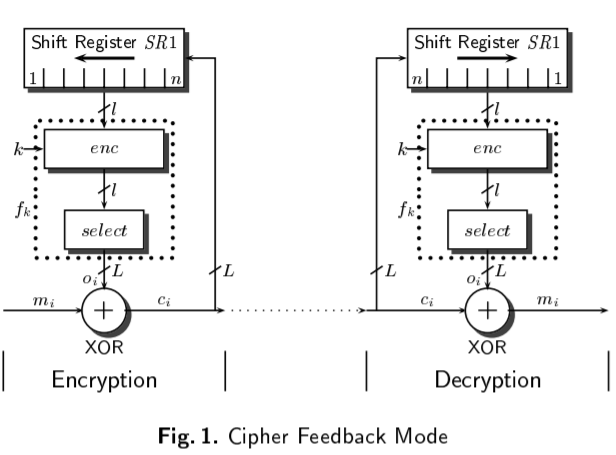 Shift Register SR1
1 n
l
k enc
l
f_k select
o_i L L
m_i c_i
XOR
Encryption
Shift Register SR1
n 1
l
k enc
l
f_k select
L o_i L
c_i m_i
XOR
Decryption
Fig. 1. Cipher Feedback Mode